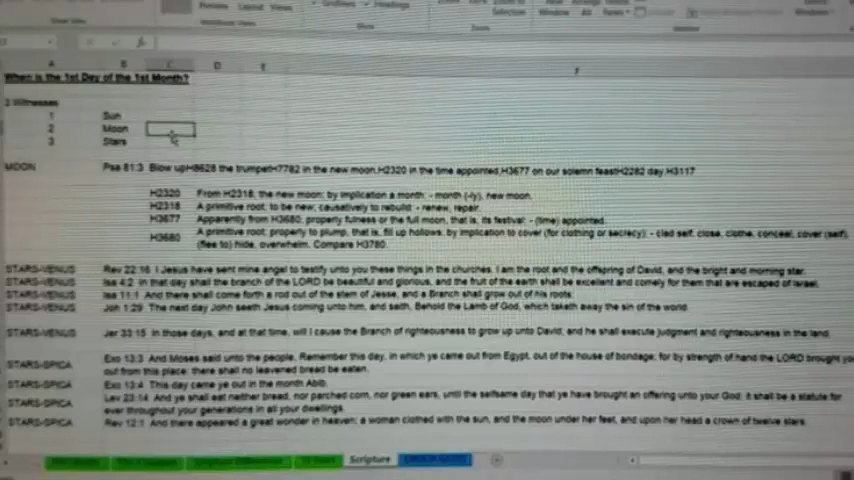 Preview Layout Views
Gridlines Headings
Selection
Window All Panes
Show
Zoom
Window
A B C D E F
When is the 1st Day of the 1st Month?
3 Witnesses
1 Sun
2 Moon
3 Stars
MOON Psa 81:3 Blow upH8628 the trumpetH7782 in the new moon,H2320 in the time appointed,H3677 on our solemn feastH2282 day.H3117
H2320 From H2318; the new moon; by implication a month: - month (-ly), new moon.
H2318 A primitive root; to be new; causatively to rebuild: - renew, repair.
H3677 Apparently from H3680; properly fulness or the full moon, that is, its festival: - (time) appointed.
H3680 A primitive root; properly to plump, that is, fill up hollows; by implication to cover (for clothing or secrecy): - clad self, close, clothe, conceal, cover (self),
(flee to) hide, overwhelm. Compare H3780.
STARS-VENUS Rev 22:16 I Jesus have sent mine angel to testify unto you these things in the churches. I am the root and the offspring of David, and the bright and morning star.
STARS-VENUS Isa 4:2 In that day shall the branch of the LORD be beautiful and glorious, and the fruit of the earth shall be excellent and comely for them that are escaped of Israel.
STARS-VENUS Isa 11:1 And there shall come forth a rod out of the stem of Jesse, and a Branch shall grow out of his roots:
STARS-VENUS Joh 1:29 The next day John seeth Jesus coming unto him, and saith, Behold the Lamb of God, which taketh away the sin of the world.
STARS-VENUS Jer 33:15 In those days, and at that time, will I cause the Branch of righteousness to grow up unto David; and he shall execute judgment and righteousness in the land.
STARS-SPICA Exo 13:3 And Moses said unto the people, Remember this day, in which ye came out from Egypt, out of the house of bondage; for by strength of hand the LORD brought you
out from this place: there shall no leavened bread be eaten.
STARS-SPICA Exo 13:4 This day came ye out in the month Abib.
STARS-SPICA Lev 23:14 And ye shall eat neither bread, nor parched corn, nor green ears, until the selfsame day that ye have brought an offering unto your God: it shall be a statute for
ever throughout your generations in all your dwellings.
STARS-SPICA Rev 12:1 And there appeared a great wonder in heaven; a woman clothed with the sun, and the moon under her feet, and upon her head a crown of twelve stars:
Scripture